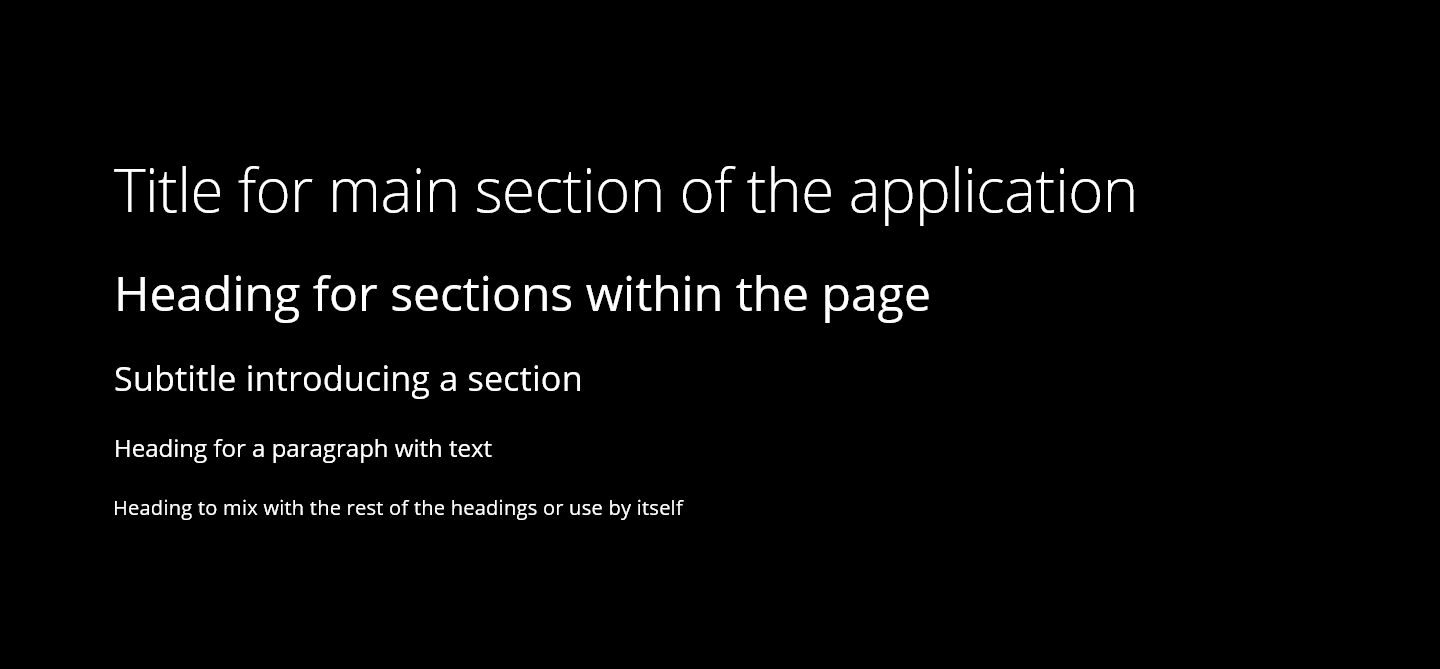 Title for main section of the application
Heading for sections within the page
Subtitle introducing a section
Heading for a paragraph with text
Heading to mix with the rest of the headings or use by itself